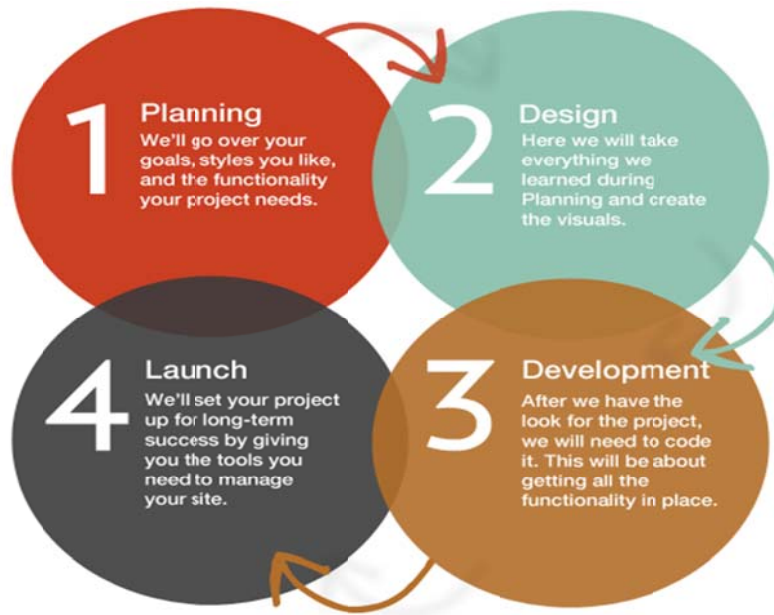 1
Planning
We'll go over your
goals, styles you like,
and the functionality
your project needs.
2
Design
Here we will take
everything we
learned during
Planning and create
the visuals.
3
Development
After we have the
look for the project,
we will need to code
it. This will be about
getting all the
functionality in place.
4
Launch
We'll set your project
up for long-term
success by giving
you the tools you
need to manage
your site.